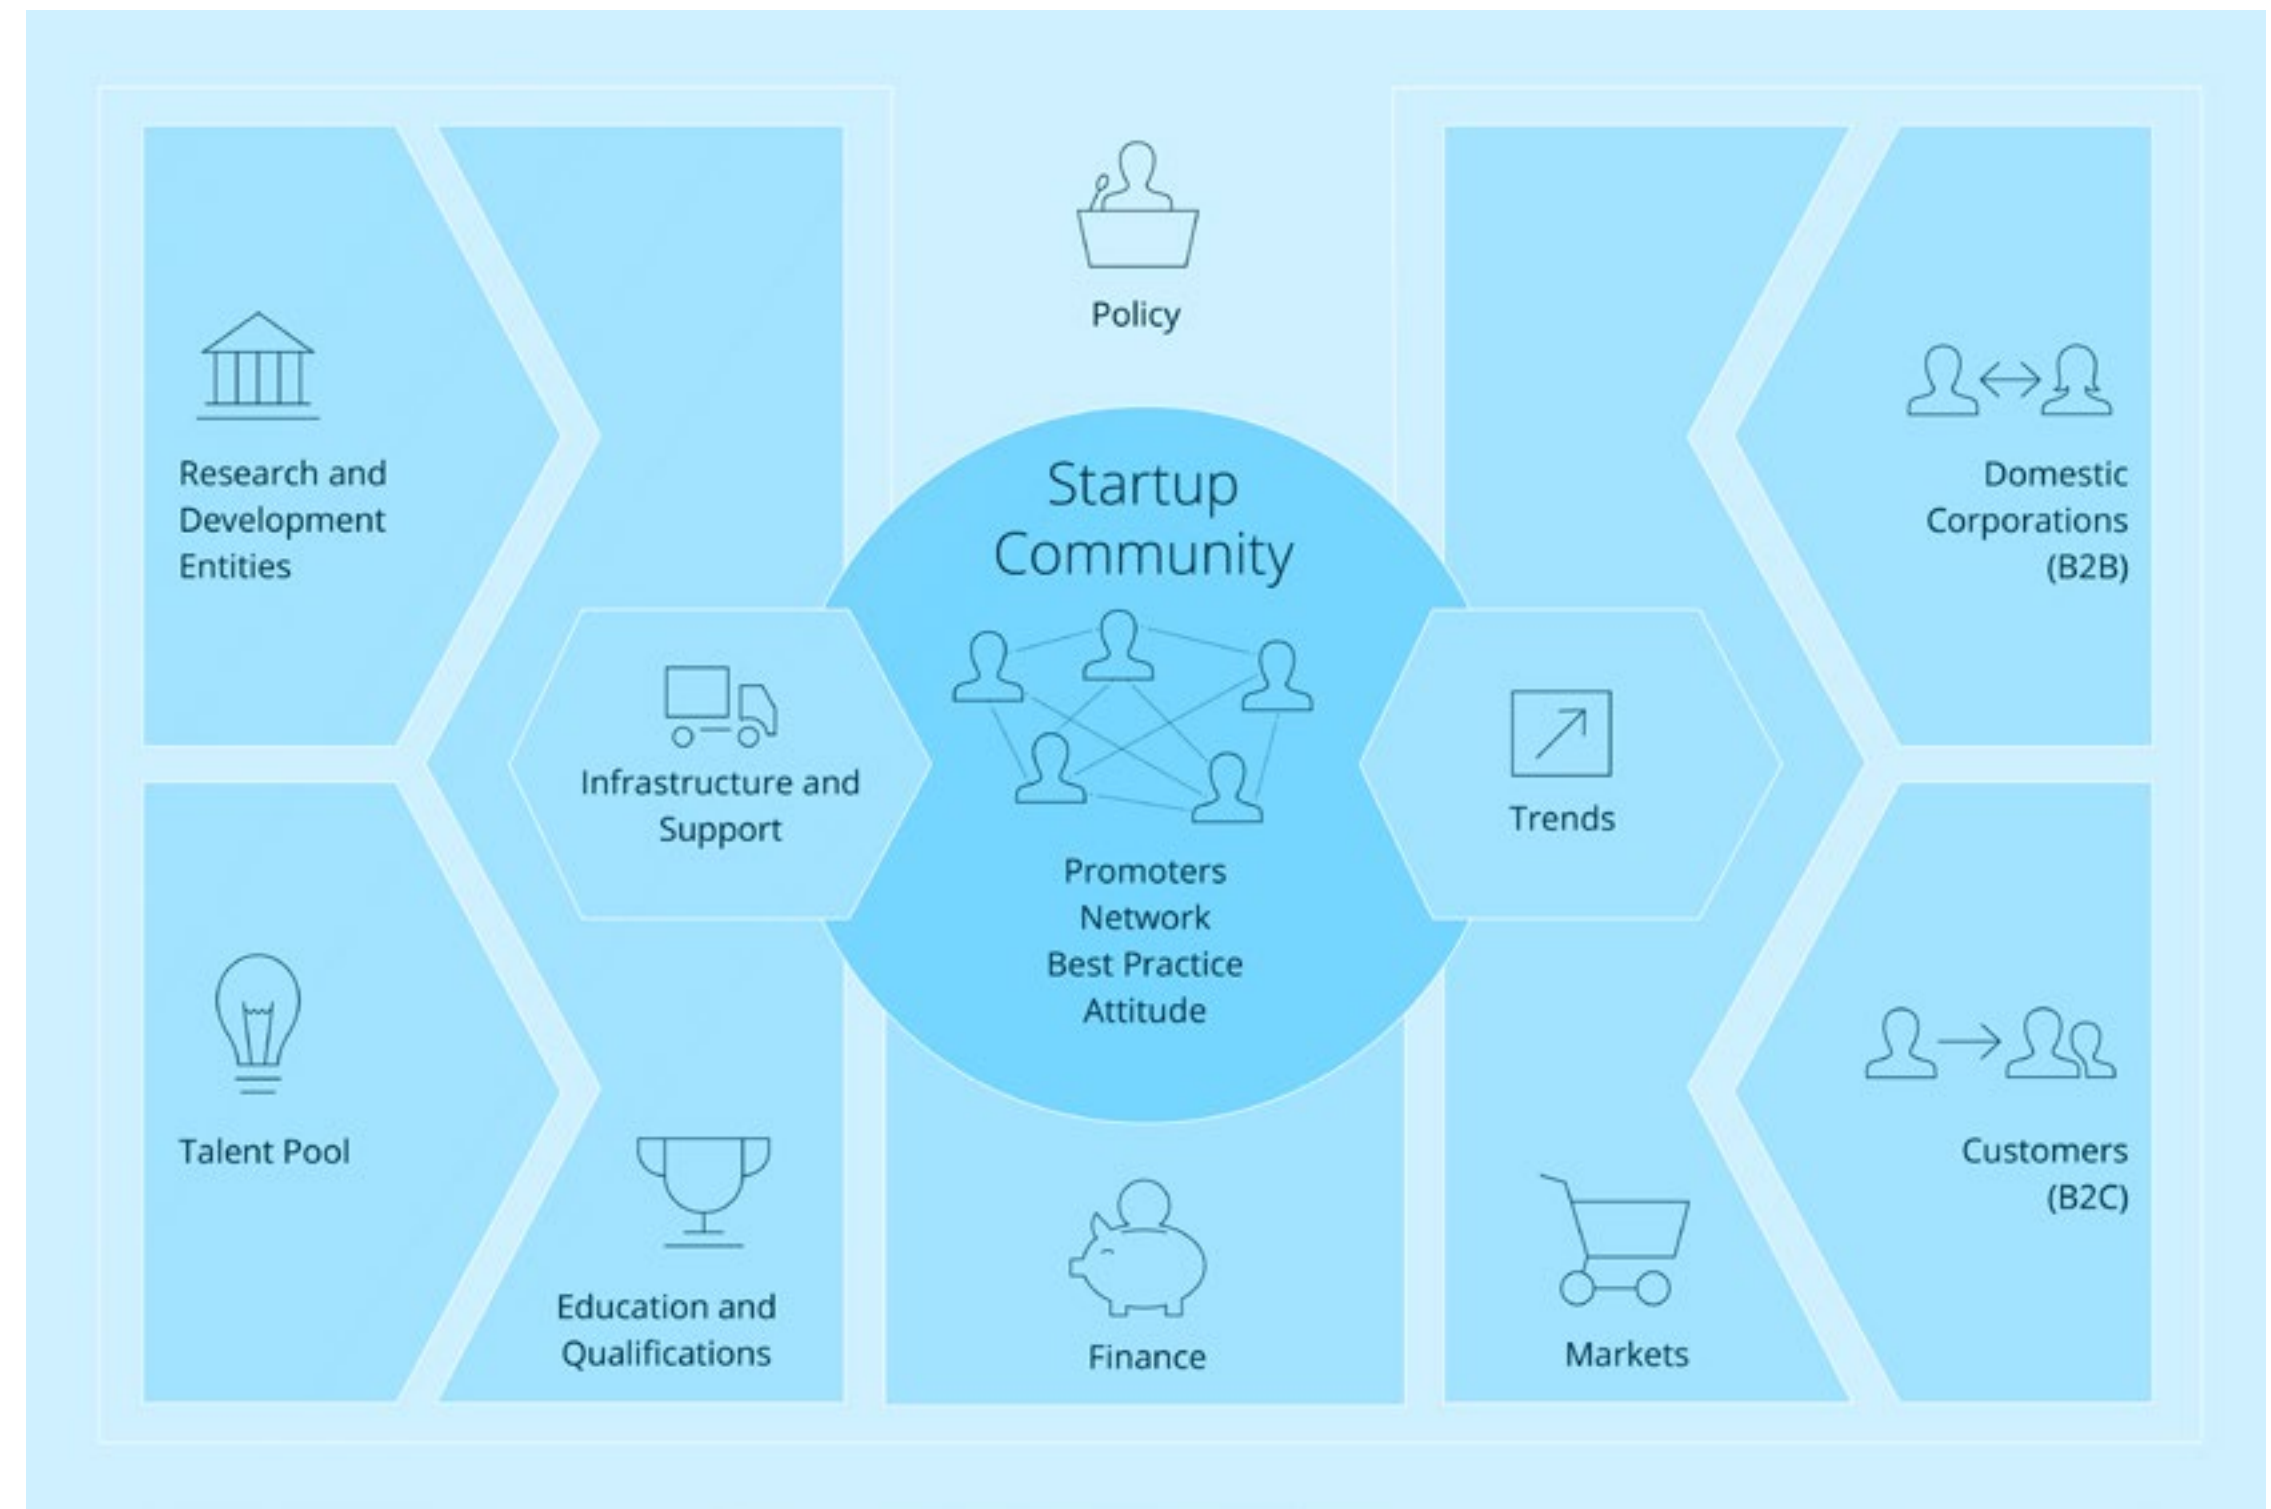 Policy
Research and
Development
Entities
Startup
Community
Domestic
Corporations
(B2B)
Infrastructure and
Support
Trends
Promoters
Network
Best Practice
Attitude
Talent Pool
Customers
(B2C)
Education and
Qualifications
Finance
Markets